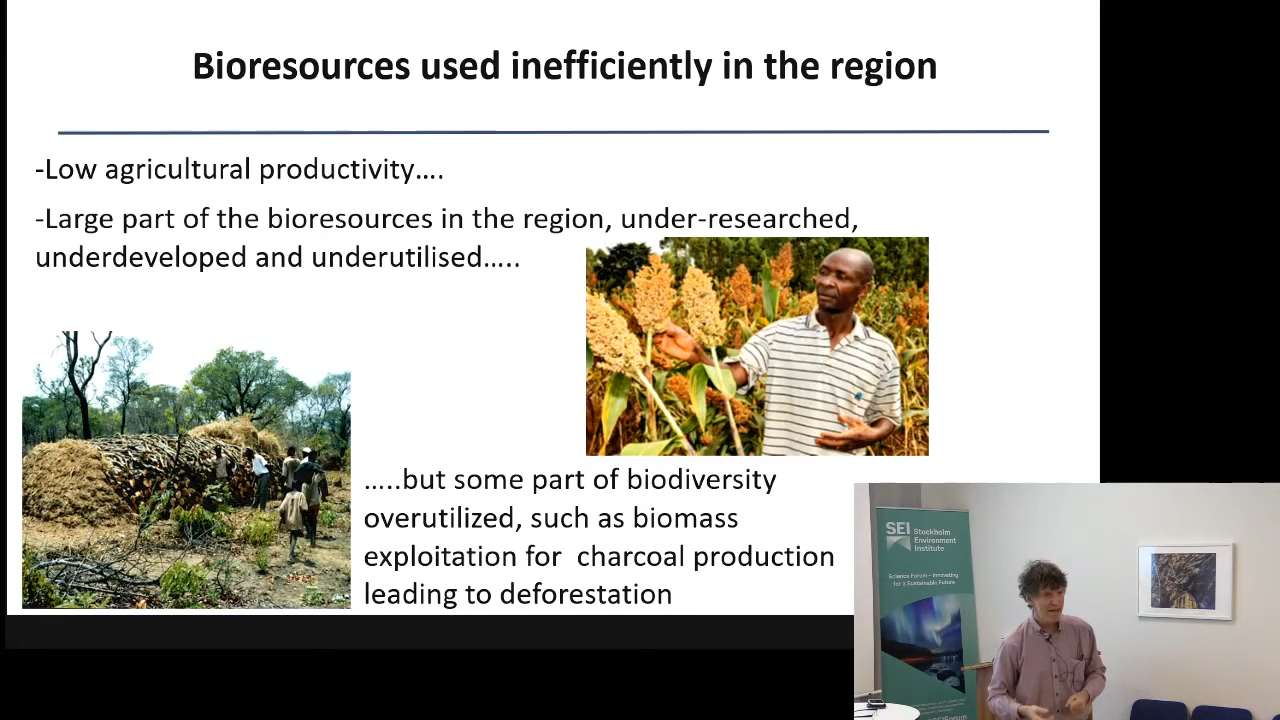 Bioresources used inefficiently in the region
-Low agricultural productivity….
-Large part of the bioresources in the region, under-researched,
underdeveloped and underutilised…..
…..but some part of biodiversity
overutilized, such as biomass
exploitation for charcoal production
leading to deforestation
SEI Stockholm
Environment
Institute
Science Forum – Innovating
for a Sustainable Future